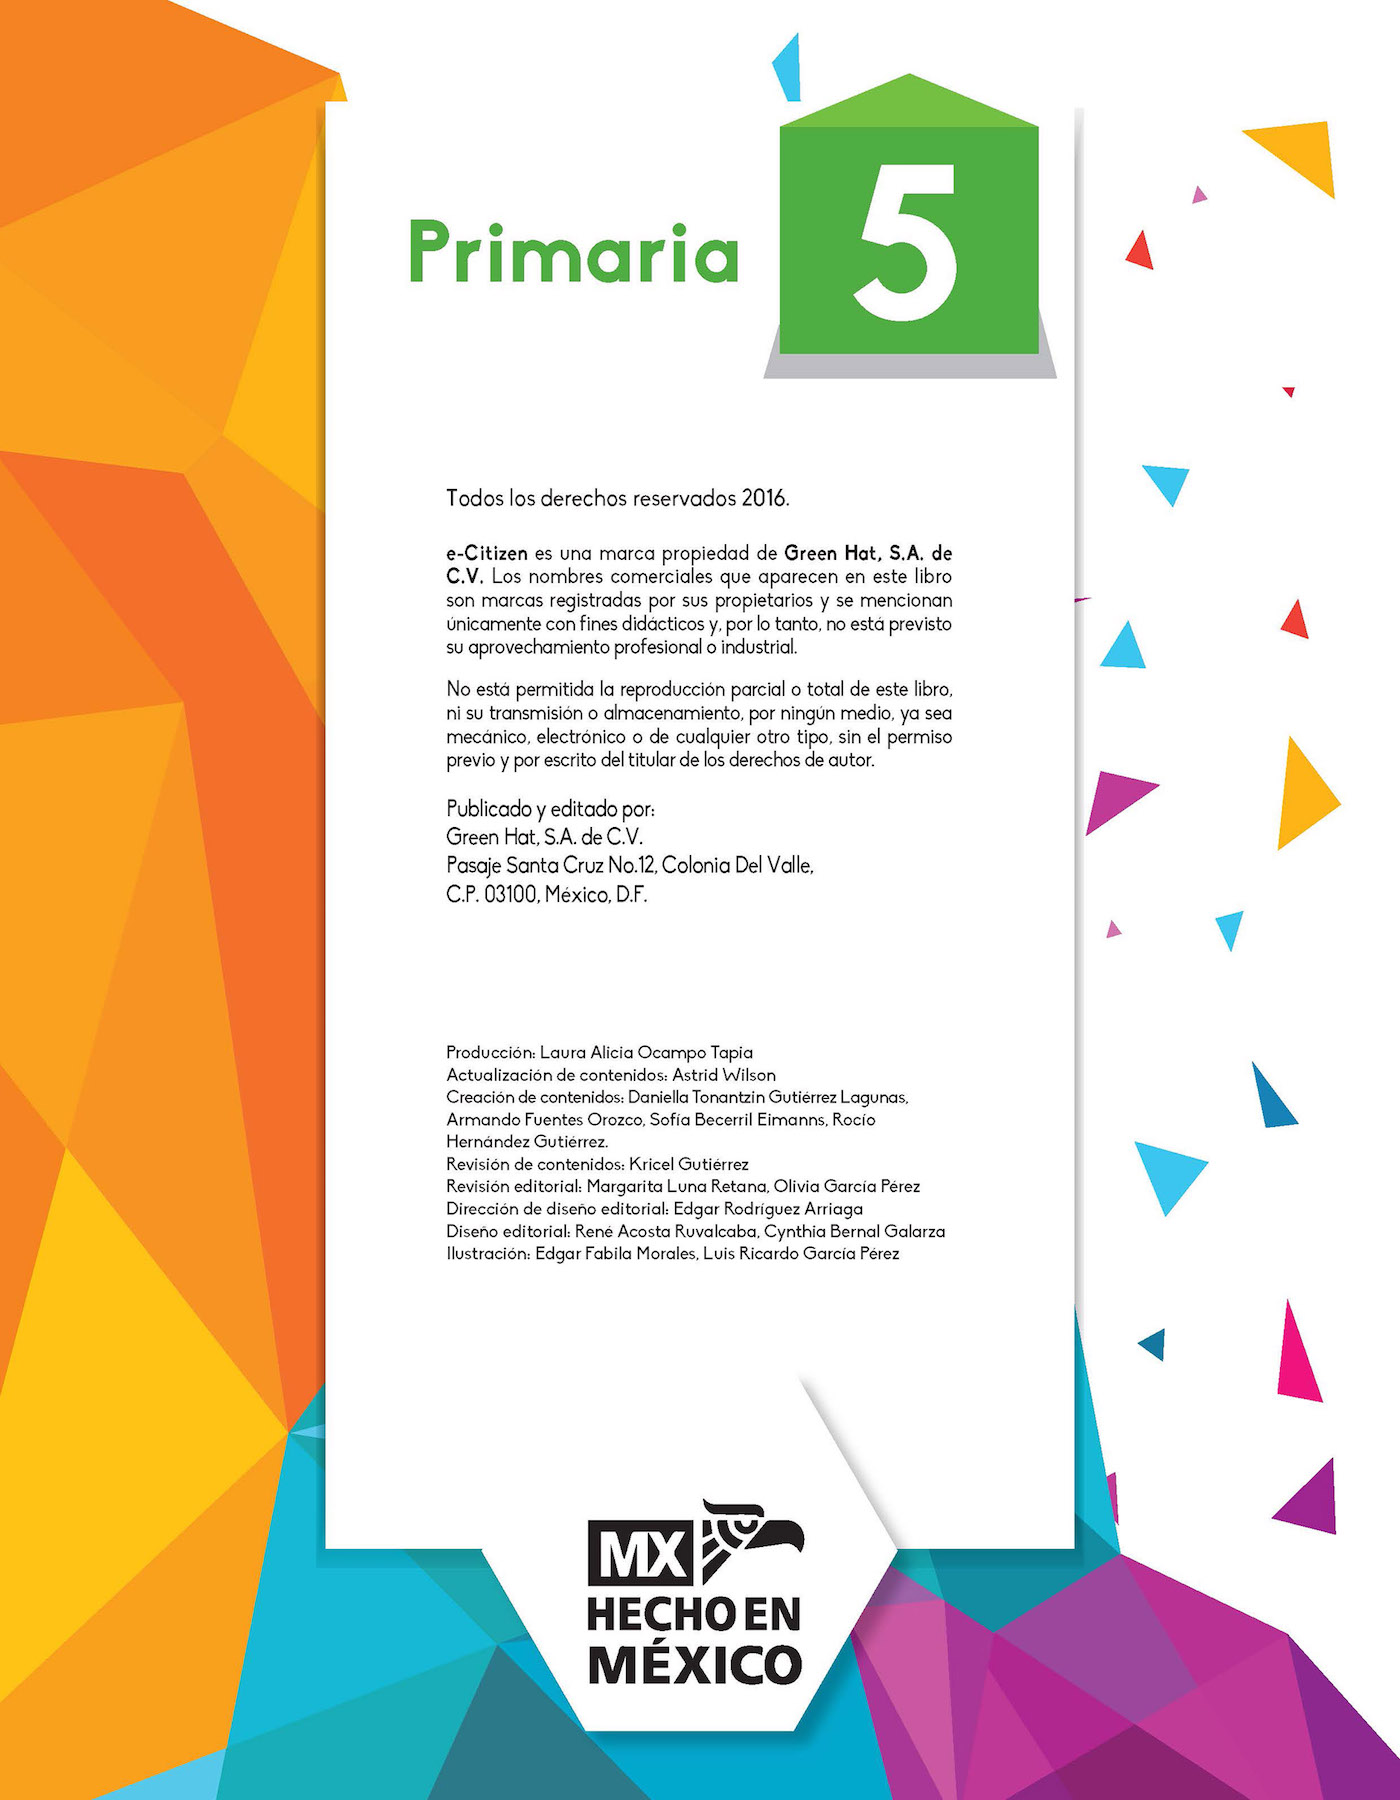 Primaria
5
Todos los derechos reservados 2016.
e-Citizen es una marca propiedad de Green Hat, S.A. de
C.V. Los nombres comerciales que aparecen en este libro
son marcas registradas por sus propietarios y se mencionan
únicamente con fines didácticos y, por lo tanto, no está previsto
su aprovechamiento profesional o industrial.
No está permitida la reproducción parcial o total de este libro,
ni su transmisión o almacenamiento, por ningún medio, ya sea
mecánico, electrónico o de cualquier otro tipo, sin el permiso
previo y por escrito del titular de los derechos de autor.
Publicado y editado por:
Green Hat, S.A. de C.V.
Pasaje Santa Cruz No.12, Colonia Del Valle,
C.P. 03100, México, D.F.
Producción: Laura Alicia Ocampo Tapia
Actualización de contenidos: Astrid Wilson
Creación de contenidos: Daniella Tonantzin Gutiérrez Lagunas,
Armando Fuentes Orozco, Sofía Becerril Eimanns, Rocío
Hernández Gutiérrez.
Revisión de contenidos: Kricel Gutiérrez
Revisión editorial: Margarita Luna Retana, Olivia García Pérez
Dirección de diseño editorial: Edgar Rodríguez Arriaga
Diseño editorial: René Acosta Ruvalcaba, Cynthia Bernal Galarza
Ilustración: Edgar Fabila Morales, Luis Ricardo García Pérez
MX
HECHO EN
MÉXICO